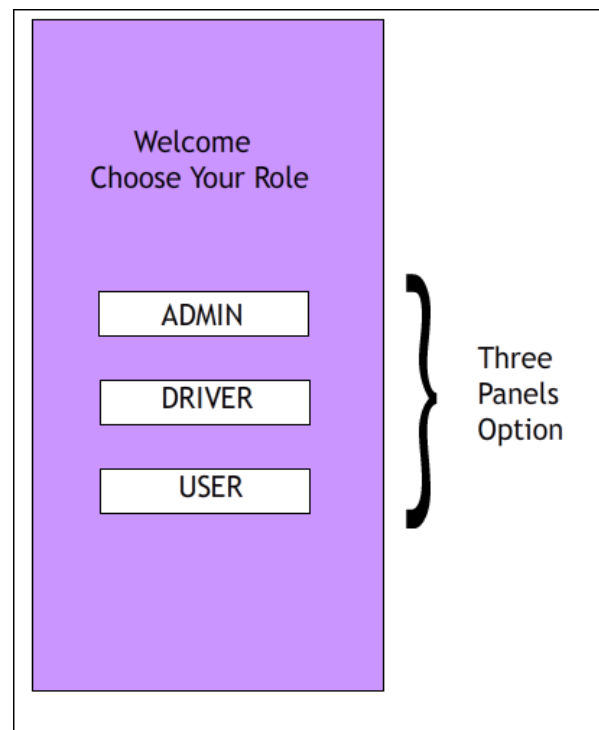 Welcome
Choose Your Role
ADMIN
DRIVER
USER
Three
Panels
Option